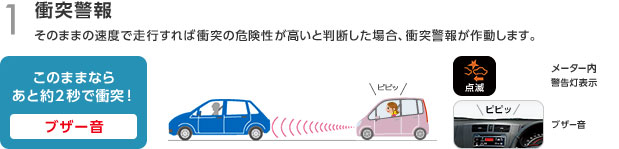 1
衝突警報
そのままの速度で走行すれば衝突の危険性が高いと判断した場合、衝突警報が作動します。
このままなら
あと約2秒で衝突！
ブザー音
ピピッ
点滅
メーター内
警告灯表示
ピピッ
ブザー音